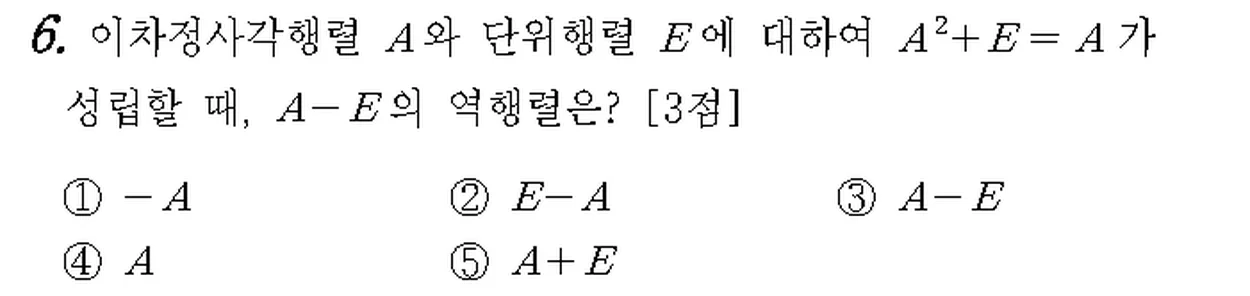 6. 이차정사각행렬 A와 단위행렬 E에 대하여 A²+E=A가
성립할 때, A-E의 역행렬은? [3점]
① -A ② E-A ③ A-E
④ A ⑤ A+E